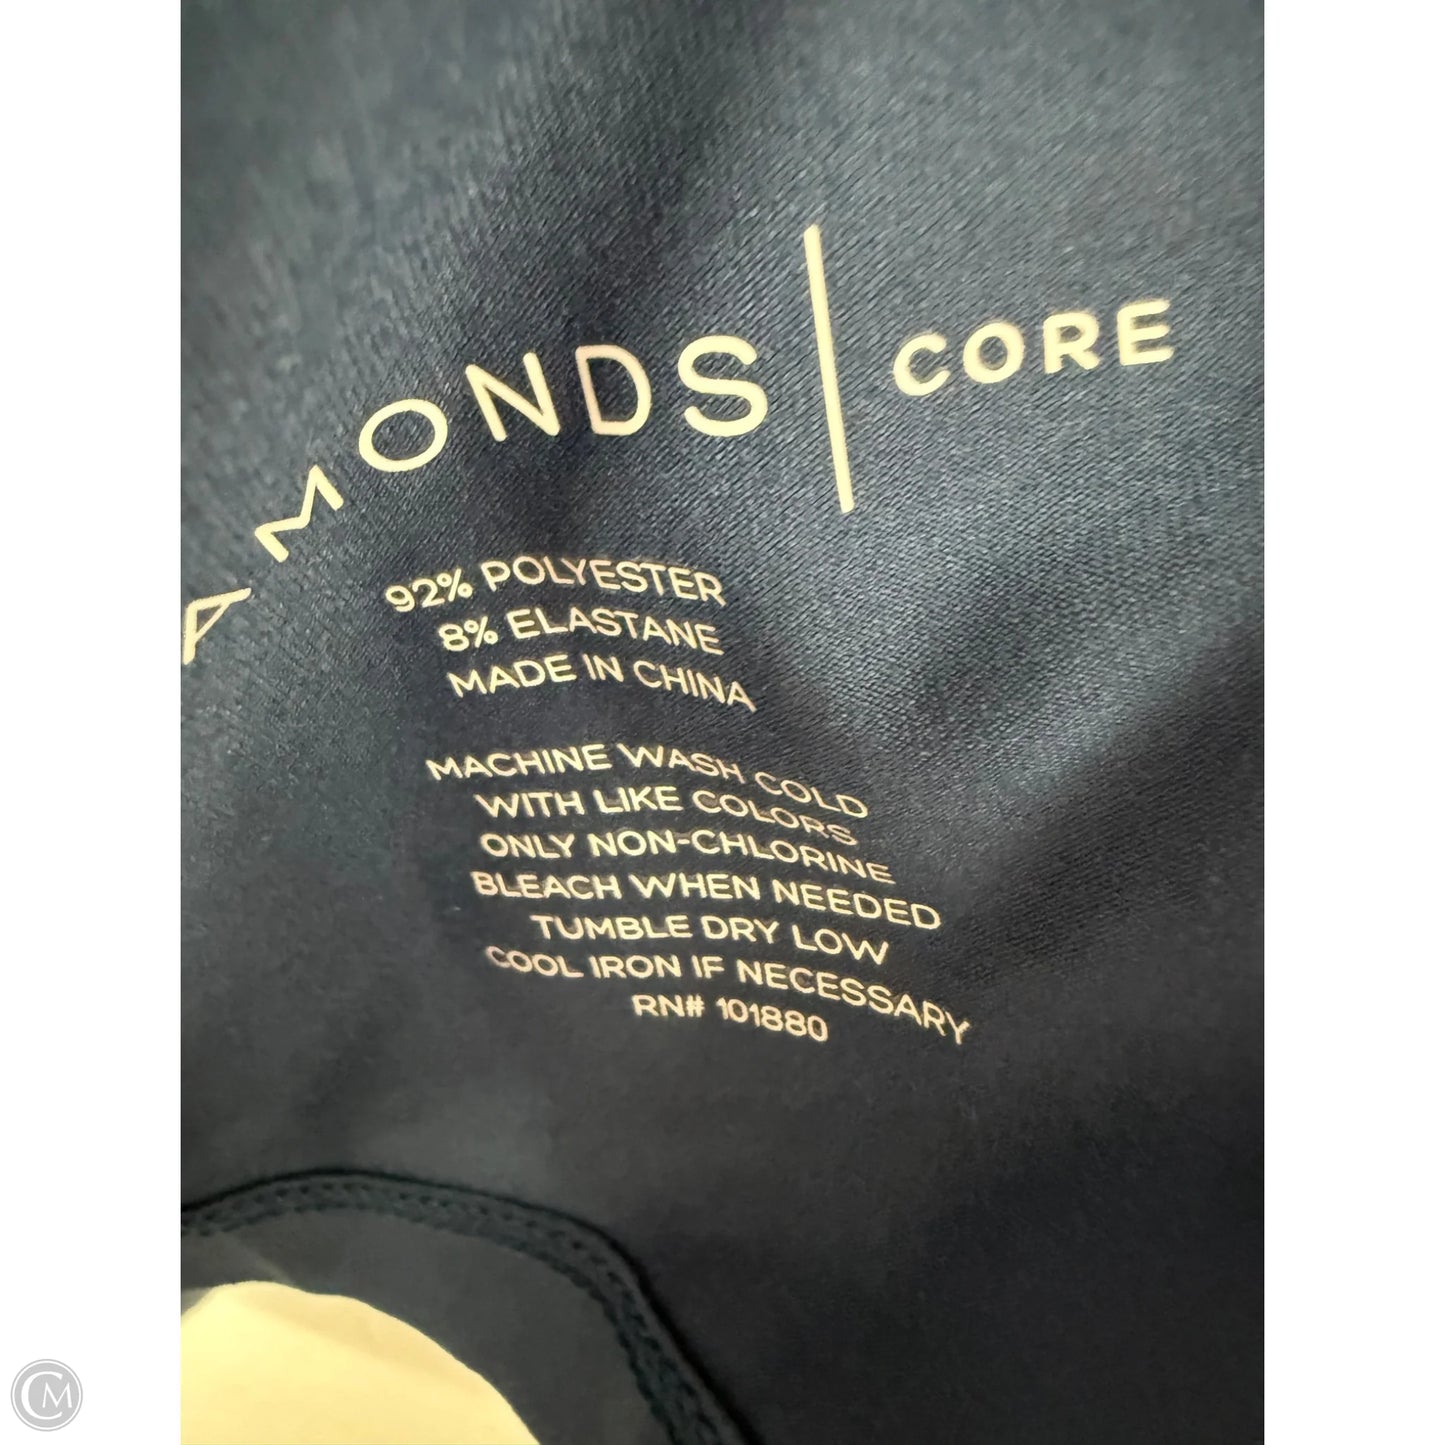 AMONDS | CORE
92% POLYESTER
8% ELASTANE
MADE IN CHINA
MACHINE WASH COLD
WITH LIKE COLORS
ONLY NON-CHLORINE
BLEACH WHEN NEEDED
TUMBLE DRY LOW
COOL IRON IF NECESSARY
RN# 101880
CM